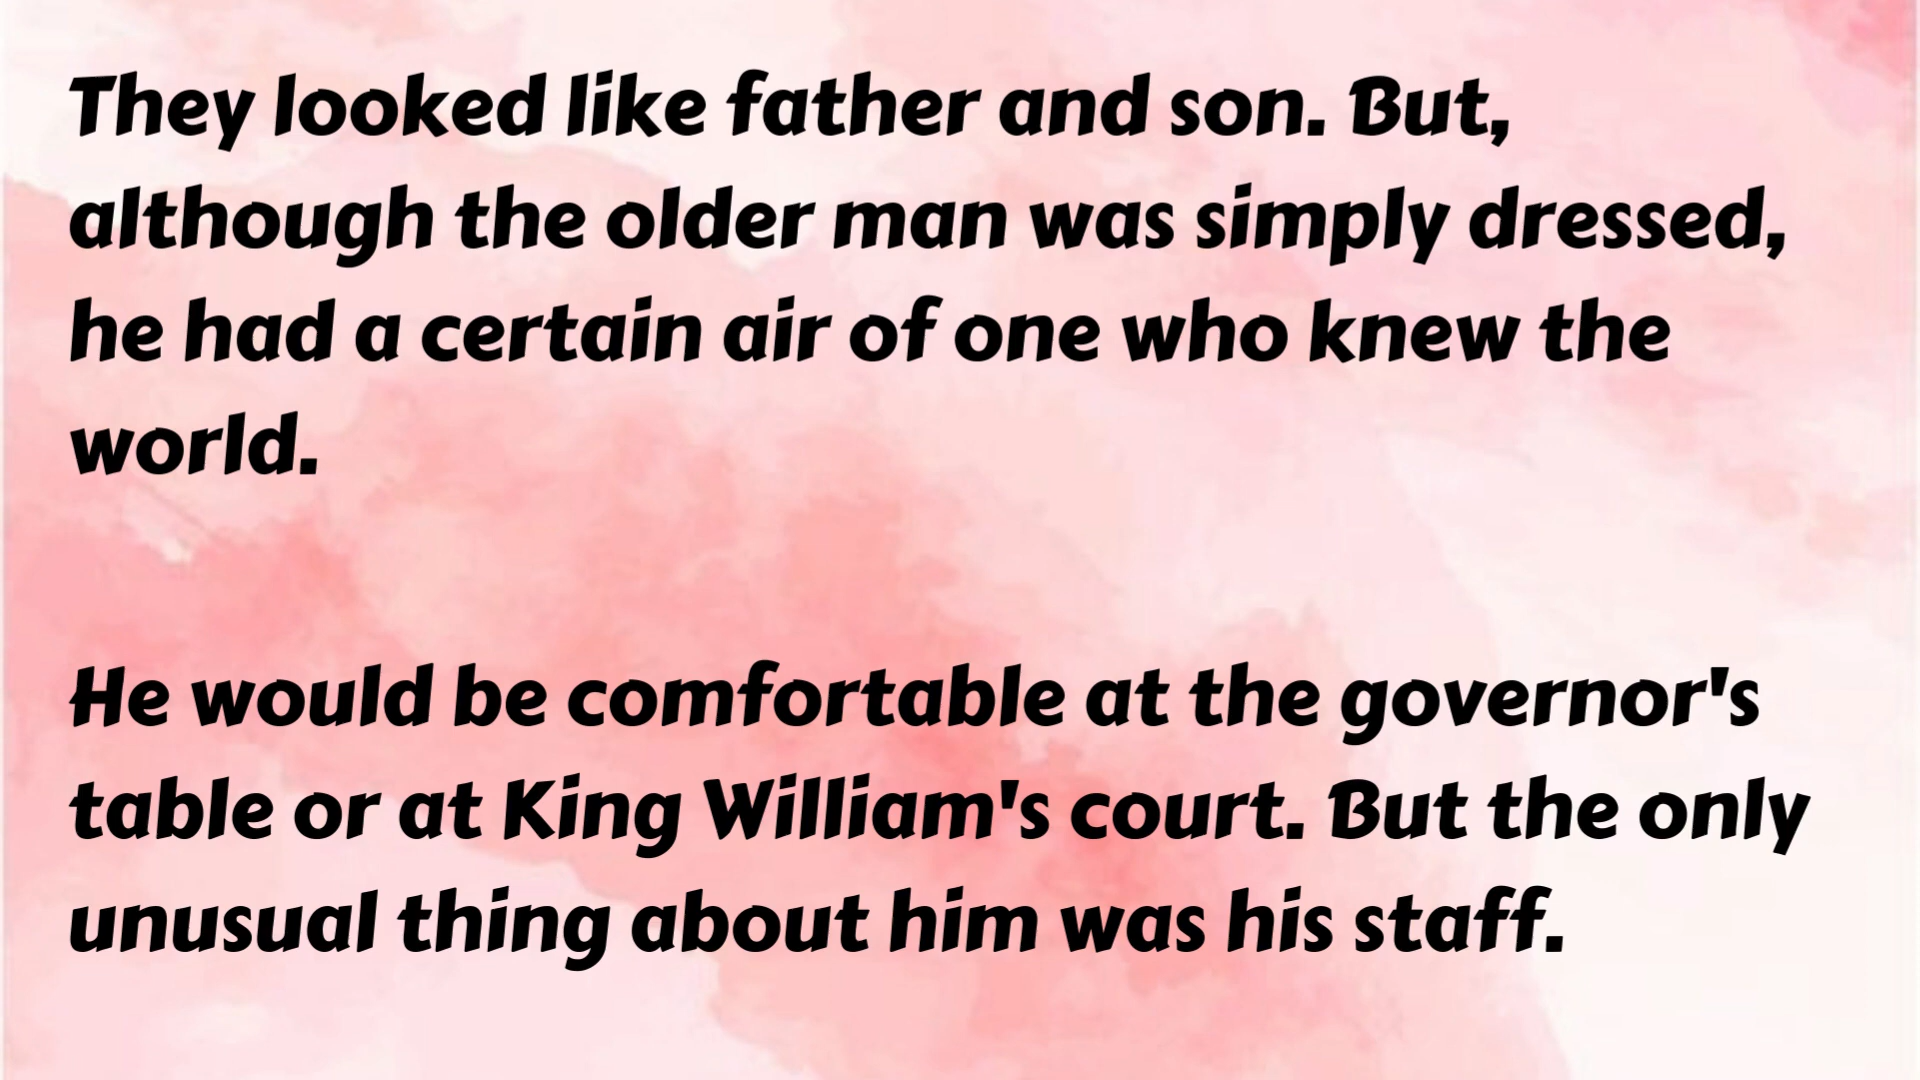 They looked like father and son. But,
although the older man was simply dressed,
he had a certain air of one who knew the
world.
He would be comfortable at the governor's
table or at King William's court. But the only
unusual thing about him was his staff.